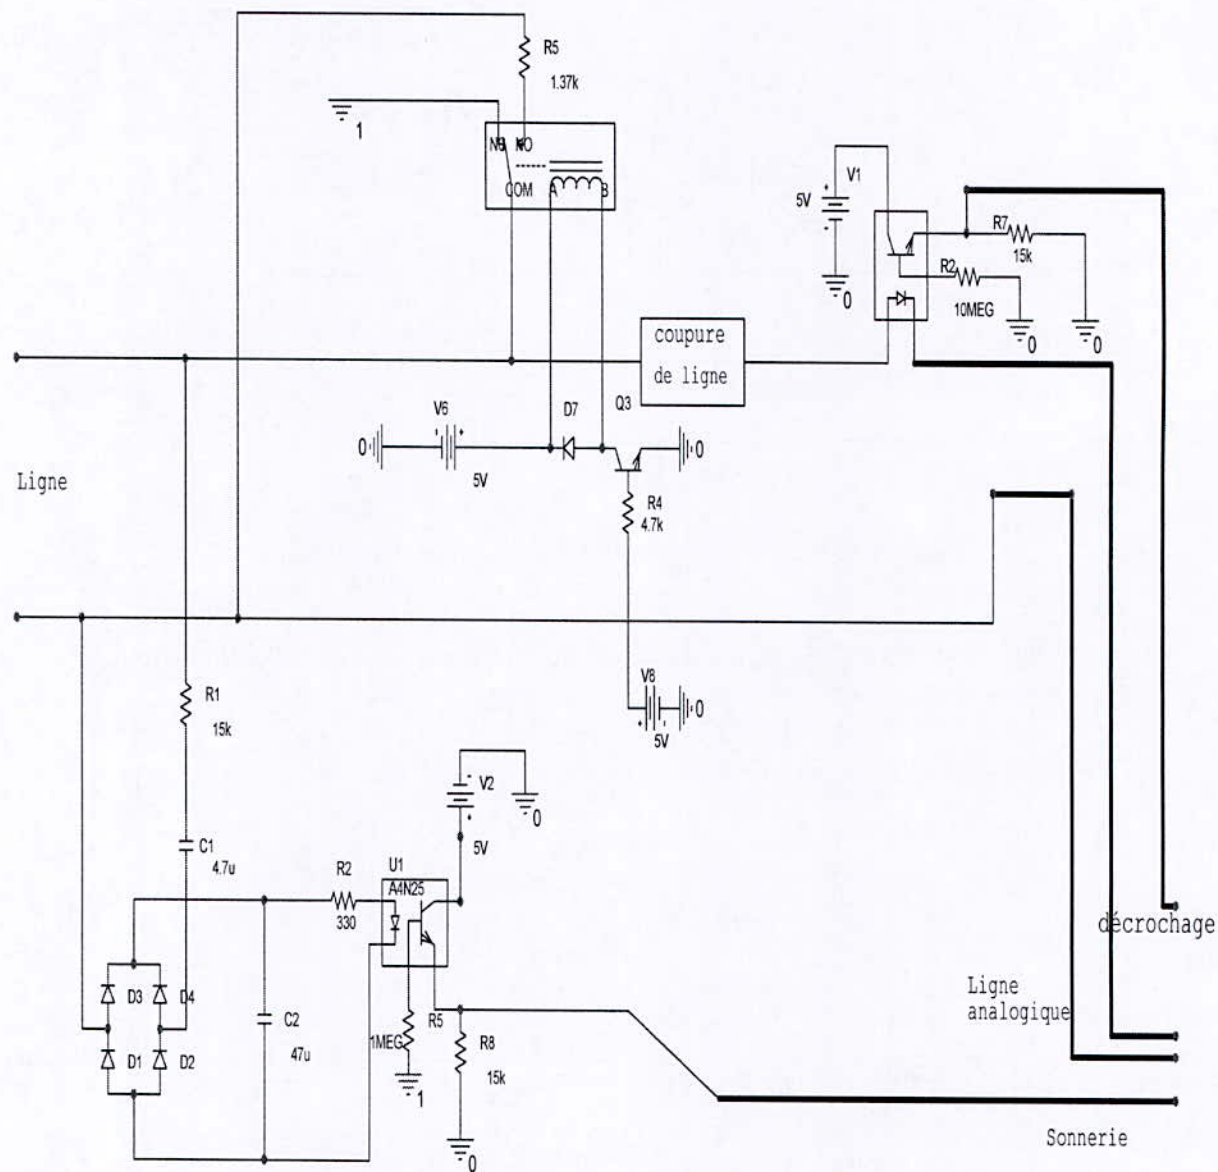 R5
1.37k
1
NO
COM A B
V1
5V
R7
15k
R2
10MEG
0
0
0
coupure
de ligne
V6
D7
Q3
0
0
5V
R4
4.7k
Ligne
V8
0
5V
R1
15k
V2
0
5V
C1
4.7u
U1
A4N25
R2
330
décrochage
D3
D4
C2
47u
D1
D2
R5
1MEG
R8
15k
1
0
Ligne
analogique
Sonnerie